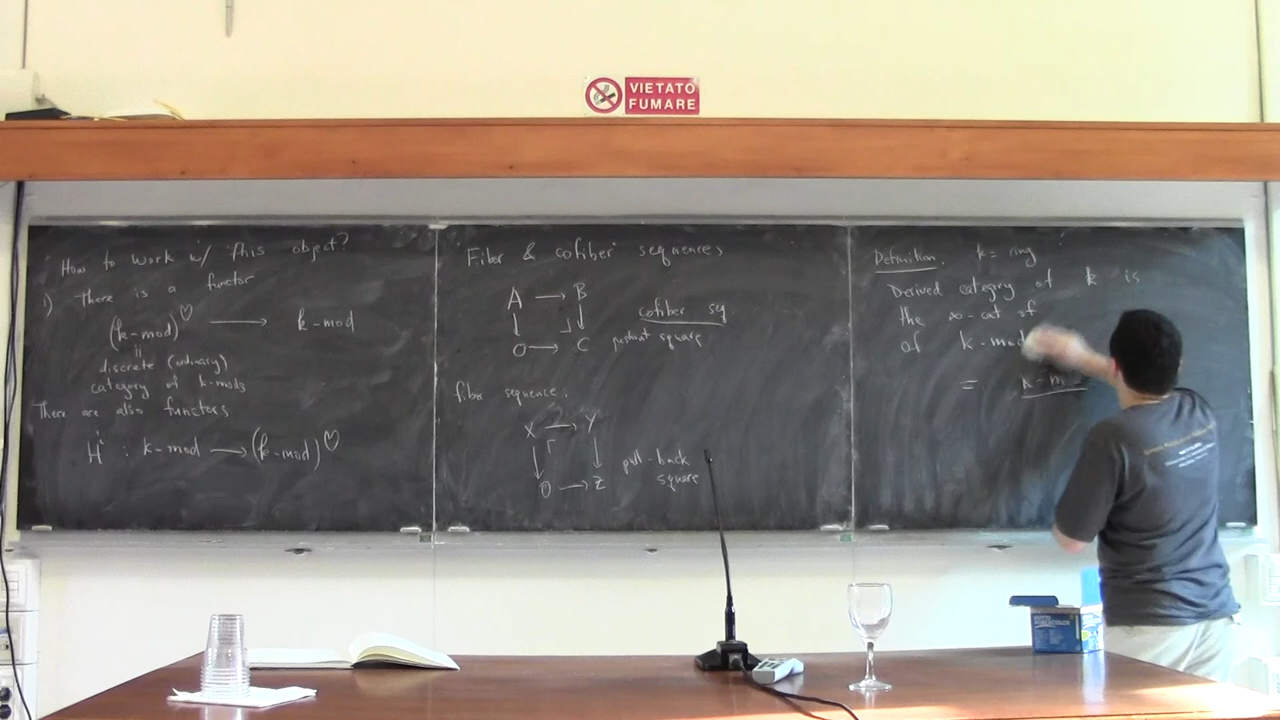 VIETATO
FUMARE
How to work w/ this object?
1) There is a functor
(k-mod)♡ ⟶ k-mod
=
discrete (ordinary)
category of k-mods
There are also functors
Hⁱ : k-mod ⟶ (k-mod)♡
Fiber & cofiber sequences
A ⟶ B
↓ ↓
0 ⟶ C
cofiber seq
pushout square
fiber sequence:
X ⟶ Y
↓ ↓
0 ⟶ Z
pull-back
square
Definition. k = ring
Derived category of k is
the ∞-cat of
of k-mod
=